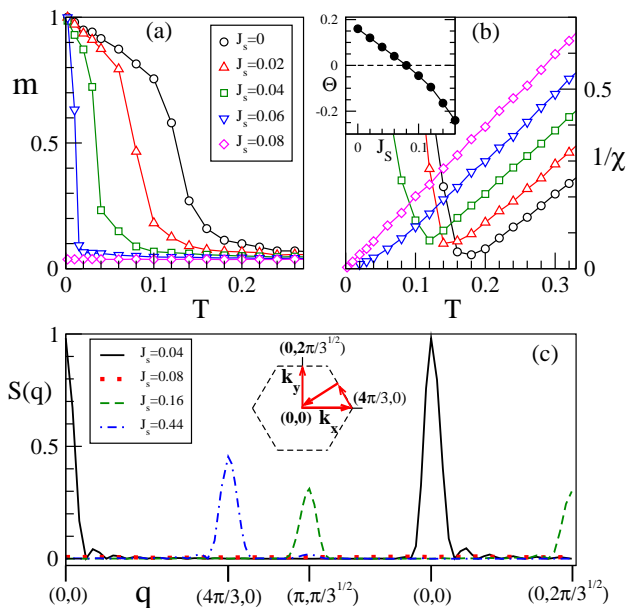 1
m
0.5
0
(a)
J_s=0
J_s=0.02
J_s=0.04
J_s=0.06
J_s=0.08
0 0.1 0.2
T
0.2
0
-0.2
Θ
0 0.1
J_S
(b)
0.5
1/χ
0
0 0.1 0.2 0.3
T
1
S(q)
0.5
0
J_s=0.04
J_s=0.08
J_s=0.16
J_s=0.44
(0,2π/3^{1/2})
k_y
(4π/3,0)
(0,0) k_x
(c)
(0,0) q (4π/3,0) (π,π/3^{1/2}) (0,0) (0,2π/3^{1/2})